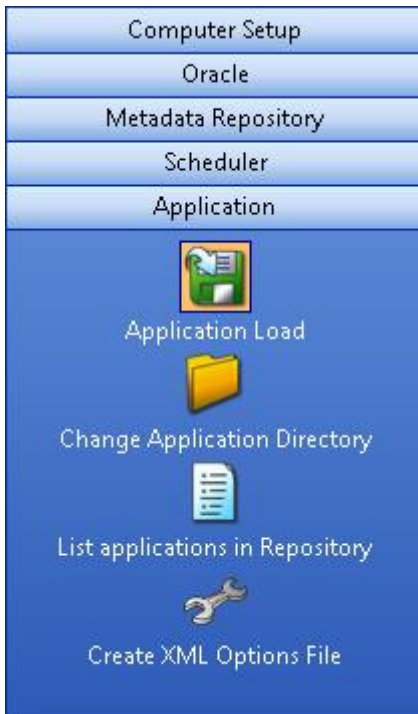 Computer Setup
Oracle
Metadata Repository
Scheduler
Application
Application Load
Change Application Directory
List applications in Repository
Create XML Options File